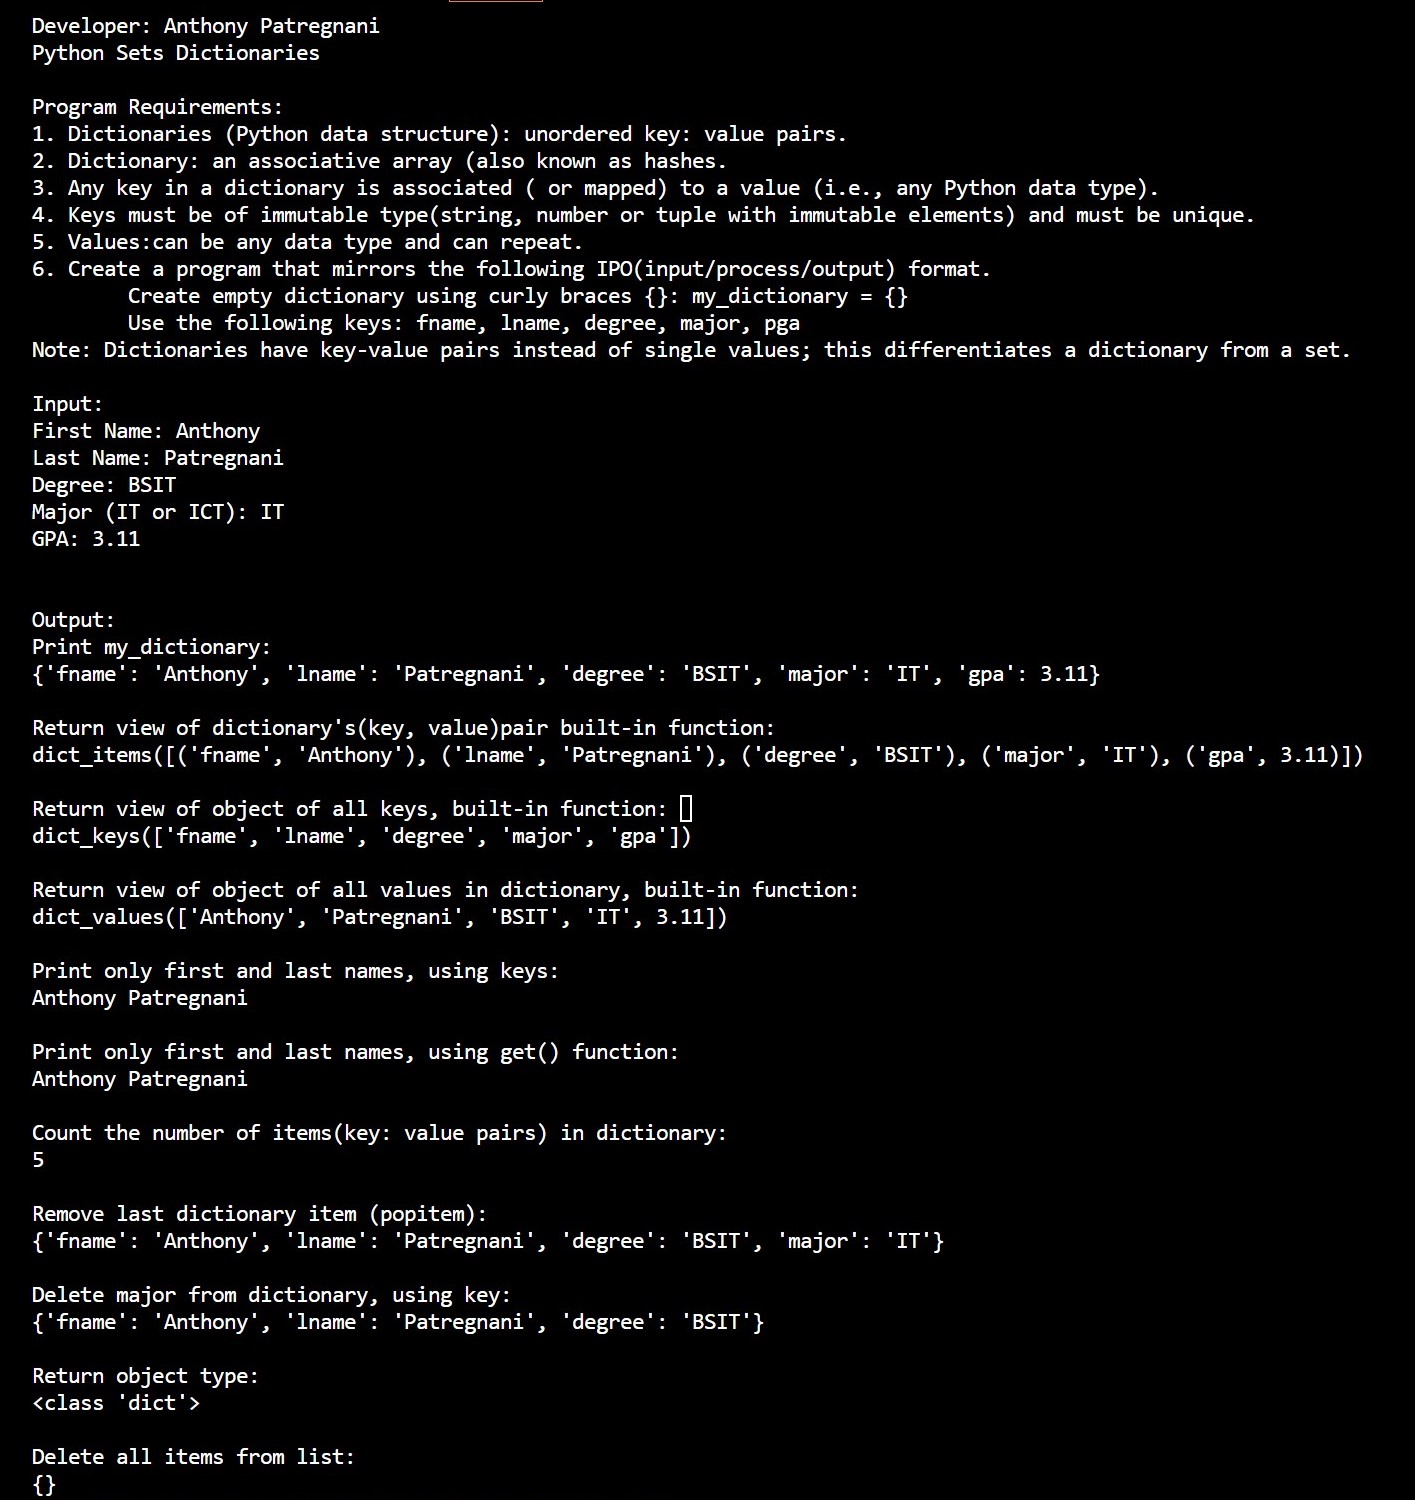 Developer: Anthony Patregnani
Python Sets Dictionaries
Program Requirements:
1. Dictionaries (Python data structure): unordered key: value pairs.
2. Dictionary: an associative array (also known as hashes.
3. Any key in a dictionary is associated ( or mapped) to a value (i.e., any Python data type).
4. Keys must be of immutable type(string, number or tuple with immutable elements) and must be unique.
5. Values:can be any data type and can repeat.
6. Create a program that mirrors the following IPO(input/process/output) format.
Create empty dictionary using curly braces {}: my_dictionary = {}
Use the following keys: fname, lname, degree, major, pga
Note: Dictionaries have key-value pairs instead of single values; this differentiates a dictionary from a set.
Input:
First Name: Anthony
Last Name: Patregnani
Degree: BSIT
Major (IT or ICT): IT
GPA: 3.11
Output:
Print my_dictionary:
{'fname': 'Anthony', 'lname': 'Patregnani', 'degree': 'BSIT', 'major': 'IT', 'gpa': 3.11}
Return view of dictionary's(key, value)pair built-in function:
dict_items([('fname', 'Anthony'), ('lname', 'Patregnani'), ('degree', 'BSIT'), ('major', 'IT'), ('gpa', 3.11)])
Return view of object of all keys, built-in function:
dict_keys(['fname', 'lname', 'degree', 'major', 'gpa'])
Return view of object of all values in dictionary, built-in function:
dict_values(['Anthony', 'Patregnani', 'BSIT', 'IT', 3.11])
Print only first and last names, using keys:
Anthony Patregnani
Print only first and last names, using get() function:
Anthony Patregnani
Count the number of items(key: value pairs) in dictionary:
5
Remove last dictionary item (popitem):
{'fname': 'Anthony', 'lname': 'Patregnani', 'degree': 'BSIT', 'major': 'IT'}
Delete major from dictionary, using key:
{'fname': 'Anthony', 'lname': 'Patregnani', 'degree': 'BSIT'}
Return object type:
<class 'dict'>
Delete all items from list:
{}